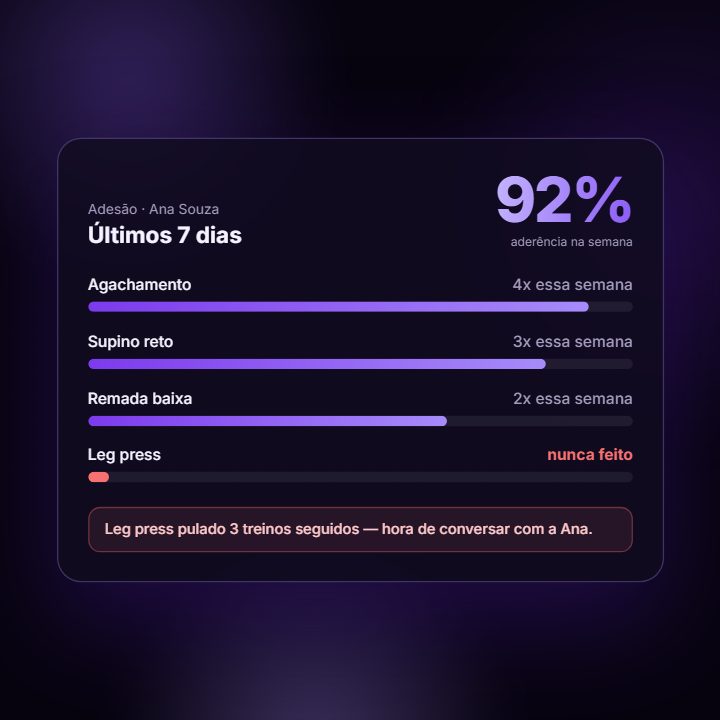 Adesão · Ana Souza
Últimos 7 dias
92%
aderência na semana
Agachamento
4x essa semana
Supino reto
3x essa semana
Remada baixa
2x essa semana
Leg press
nunca feito
Leg press pulado 3 treinos seguidos — hora de conversar com a Ana.